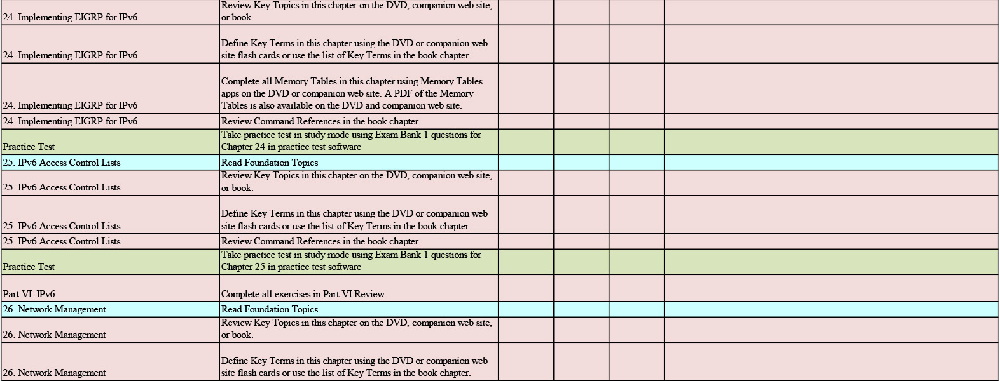 Review Key Topics in this chapter on the DVD, companion web site,
24. Implementing EIGRP for IPv6 or book.
Define Key Terms in this chapter using the DVD or companion web
24. Implementing EIGRP for IPv6 site flash cards or use the list of Key Terms in the book chapter.
Complete all Memory Tables in this chapter using Memory Tables
apps on the DVD or companion web site. A PDF of the Memory
24. Implementing EIGRP for IPv6 Tables is also available on the DVD and companion web site.
24. Implementing EIGRP for IPv6 Review Command References in the book chapter.
Take practice test in study mode using Exam Bank 1 questions for
Practice Test Chapter 24 in practice test software
25. IPv6 Access Control Lists Read Foundation Topics
Review Key Topics in this chapter on the DVD, companion web site,
25. IPv6 Access Control Lists or book.
Define Key Terms in this chapter using the DVD or companion web
25. IPv6 Access Control Lists site flash cards or use the list of Key Terms in the book chapter.
25. IPv6 Access Control Lists Review Command References in the book chapter.
Take practice test in study mode using Exam Bank 1 questions for
Practice Test Chapter 25 in practice test software
Part VI. IPv6 Complete all exercises in Part VI Review
26. Network Management Read Foundation Topics
Review Key Topics in this chapter on the DVD, companion web site,
26. Network Management or book.
Define Key Terms in this chapter using the DVD or companion web
26. Network Management site flash cards or use the list of Key Terms in the book chapter.